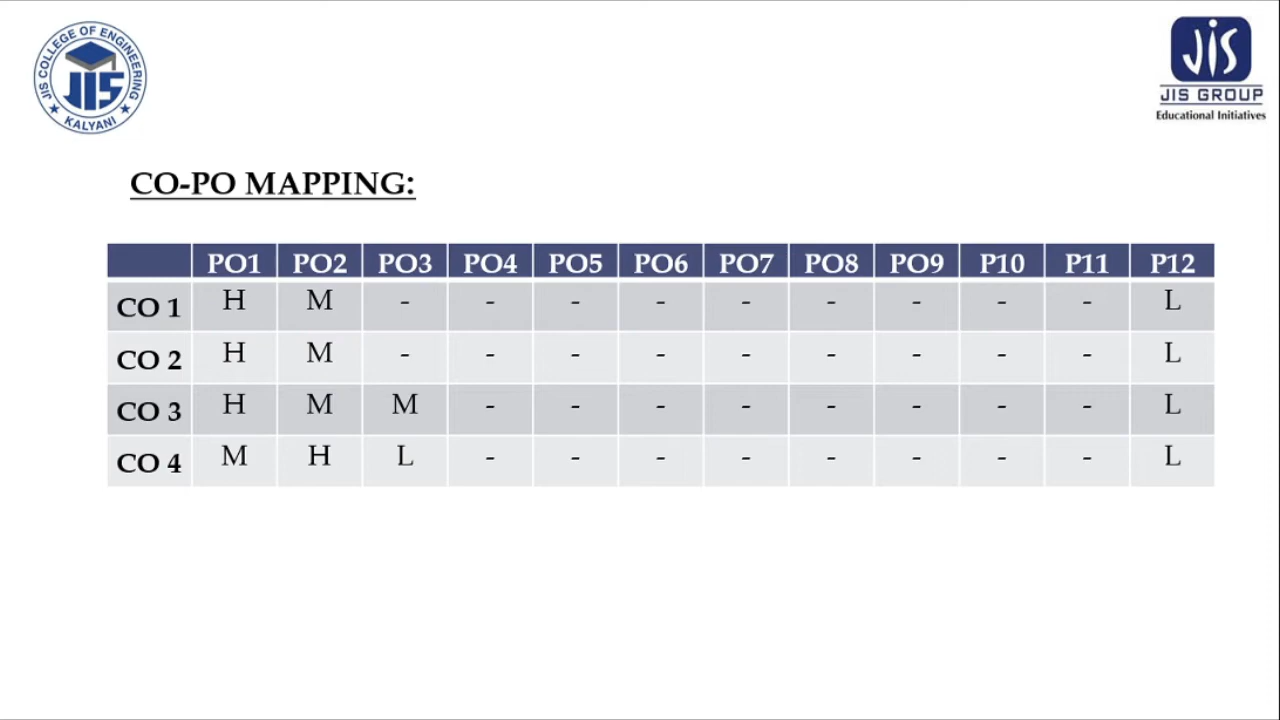 JIS COLLEGE OF ENGINEERING
JIS
KALYANI
JIS
JIS GROUP
Educational Initiatives
CO-PO MAPPING:
PO1 PO2 PO3 PO4 PO5 PO6 PO7 PO8 PO9 P10 P11 P12
CO 1 H M - - - - - - - - - L
CO 2 H M - - - - - - - - - L
CO 3 H M M - - - - - - - - L
CO 4 M H L - - - - - - - - L